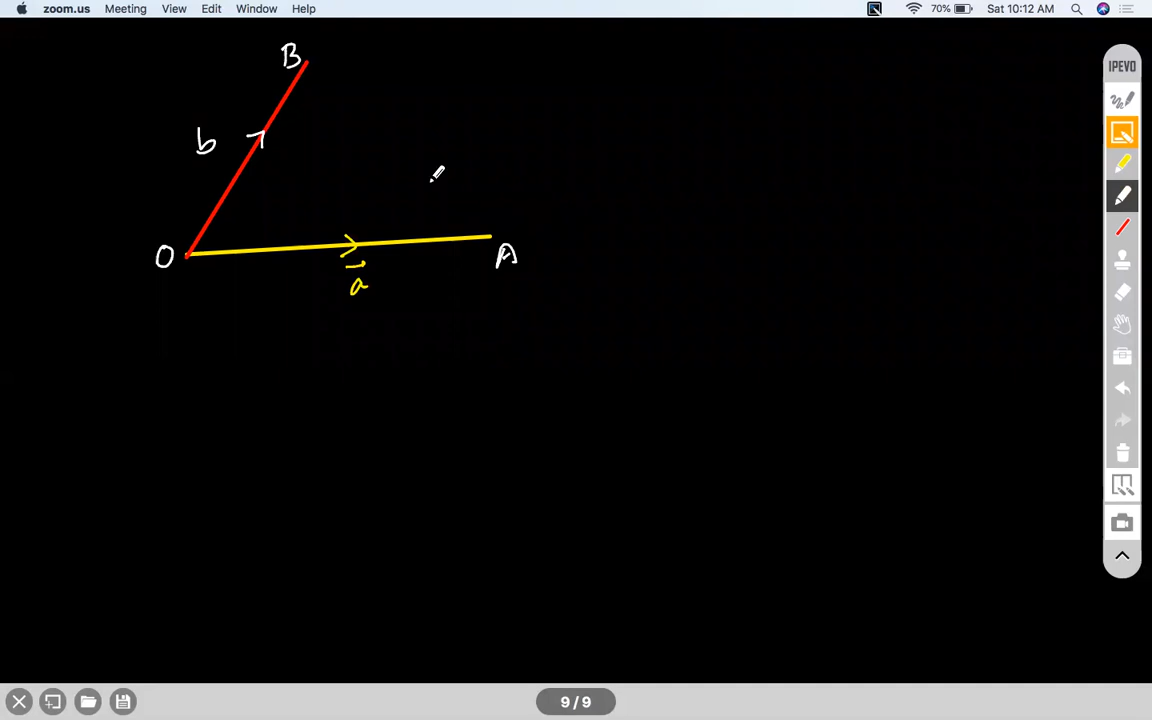 zoom.us Meeting View Edit Window Help 70% Sat 10:12 AM
IPEVO
B
b
O
A
a⃗
9 / 9